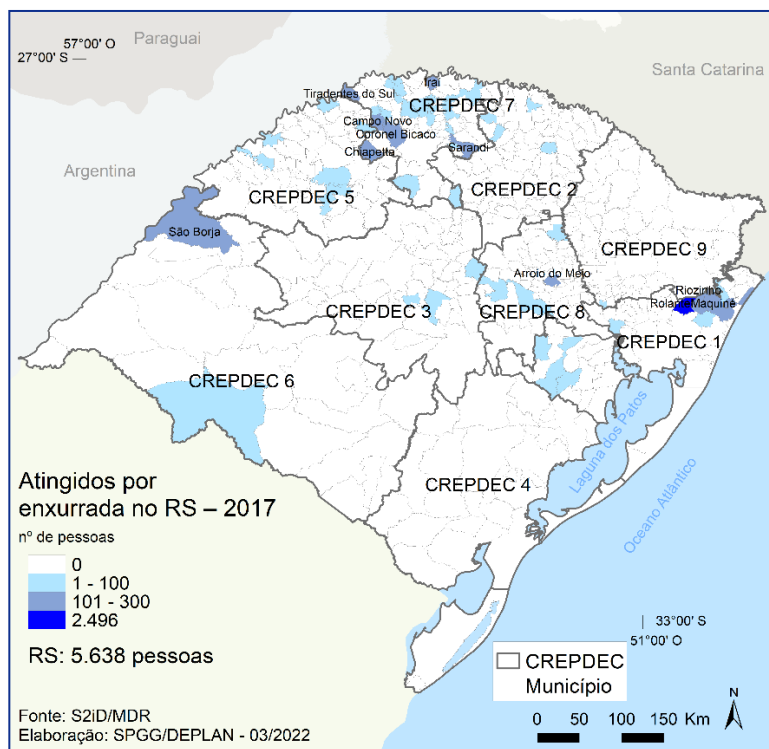 Paraguai
57°00' O
27°00' S
Santa Catarina
Argentina
Iraí
Tiradentes do Sul
CREPDEC 7
Campo Novo
Coronel Bicaco
Chiapetta
Sarandi
CREPDEC 2
CREPDEC 5
São Borja
CREPDEC 9
Arroio do Meio
Riozinho
Rolante
Maquiné
CREPDEC 3
CREPDEC 8
CREPDEC 1
CREPDEC 6
Laguna dos Patos
CREPDEC 4
Oceano Atlântico
Atingidos por
enxurrada no RS – 2017
nº de pessoas
0
1 - 100
101 - 300
2.496
RS: 5.638 pessoas
33°00' S
51°00' O
CREPDEC
Município
N
0 50 100 150 Km
Fonte: S2iD/MDR
Elaboração: SPGG/DEPLAN - 03/2022